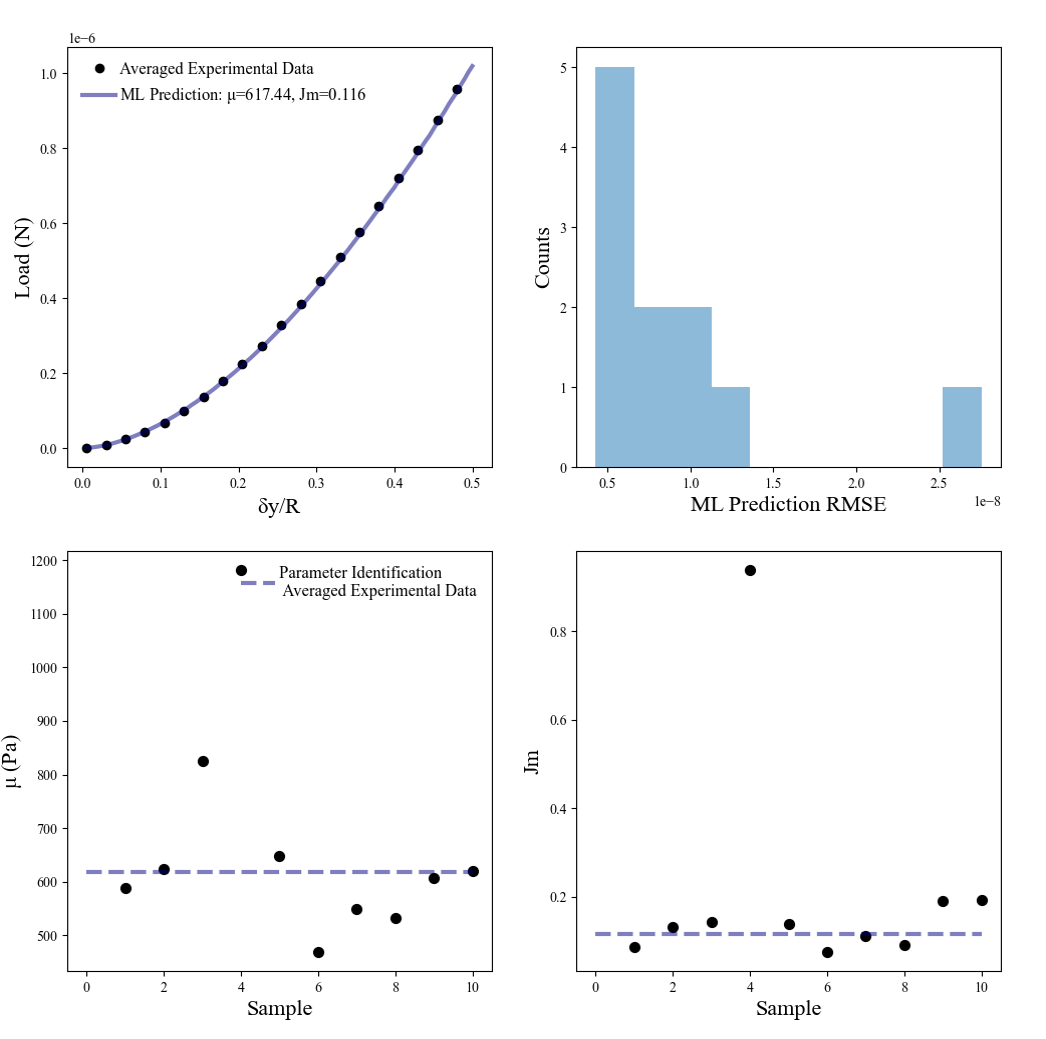 1e−6
Averaged Experimental Data
ML Prediction: μ=617.44, Jm=0.116
1.0
0.8
0.6
0.4
0.2
0.0
Load (N)
0.0 0.1 0.2 0.3 0.4 0.5
δy/R
5
4
3
2
1
0
Counts
0.5 1.0 1.5 2.0 2.5
1e−8
ML Prediction RMSE
Parameter Identification
Averaged Experimental Data
1200
1100
1000
900
800
700
600
500
μ (Pa)
0 2 4 6 8 10
Sample
0.8
0.6
0.4
0.2
Jm
0 2 4 6 8 10
Sample